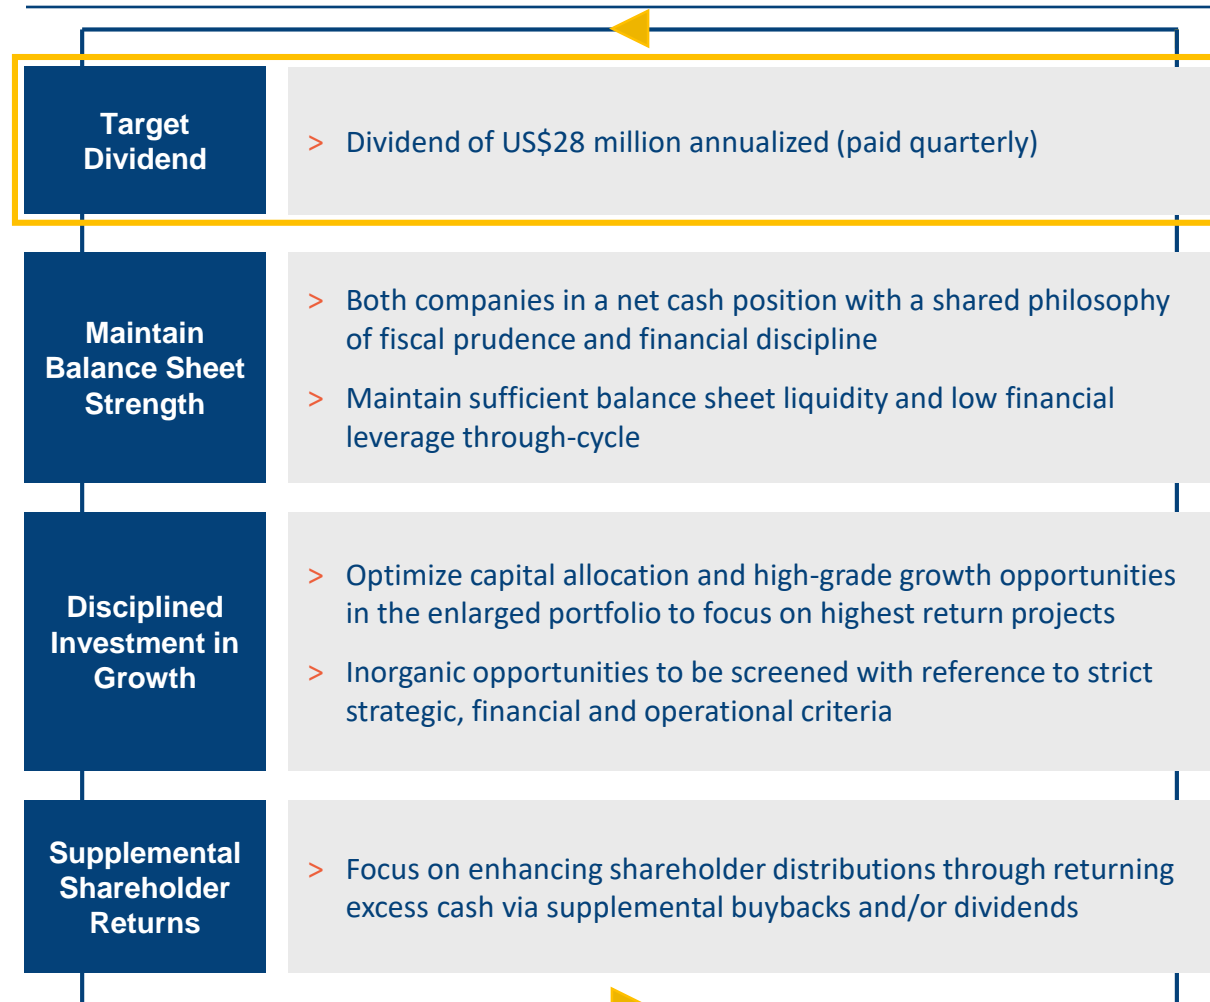 Target
Dividend
> Dividend of US$28 million annualized (paid quarterly)
Maintain
Balance Sheet
Strength
> Both companies in a net cash position with a shared philosophy
of fiscal prudence and financial discipline
> Maintain sufficient balance sheet liquidity and low financial
leverage through-cycle
Disciplined
Investment in
Growth
> Optimize capital allocation and high-grade growth opportunities
in the enlarged portfolio to focus on highest return projects
> Inorganic opportunities to be screened with reference to strict
strategic, financial and operational criteria
Supplemental
Shareholder
Returns
> Focus on enhancing shareholder distributions through returning
excess cash via supplemental buybacks and/or dividends